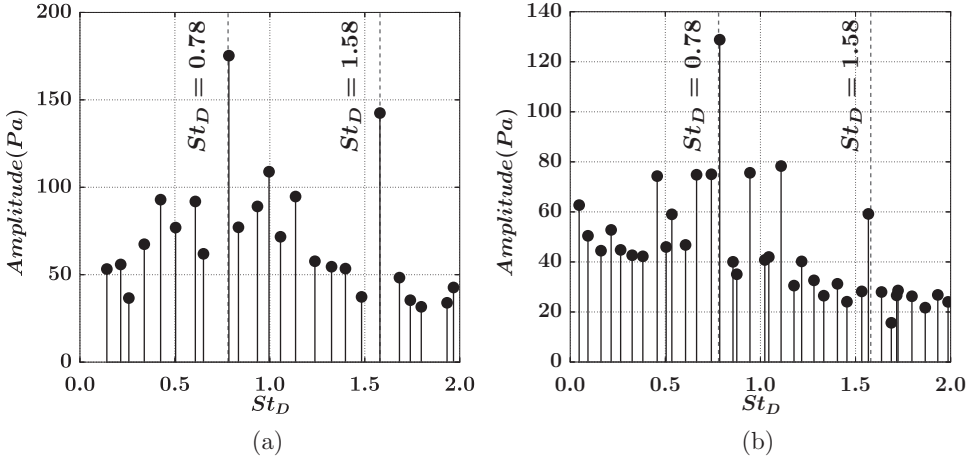 200
150
100
50
0
Amplitude(Pa)
St_D = 0.78
St_D = 1.58
0.0 0.5 1.0 1.5 2.0
St_D
(a)
140
120
100
80
60
40
20
0
Amplitude(Pa)
St_D = 0.78
St_D = 1.58
0.0 0.5 1.0 1.5 2.0
St_D
(b)